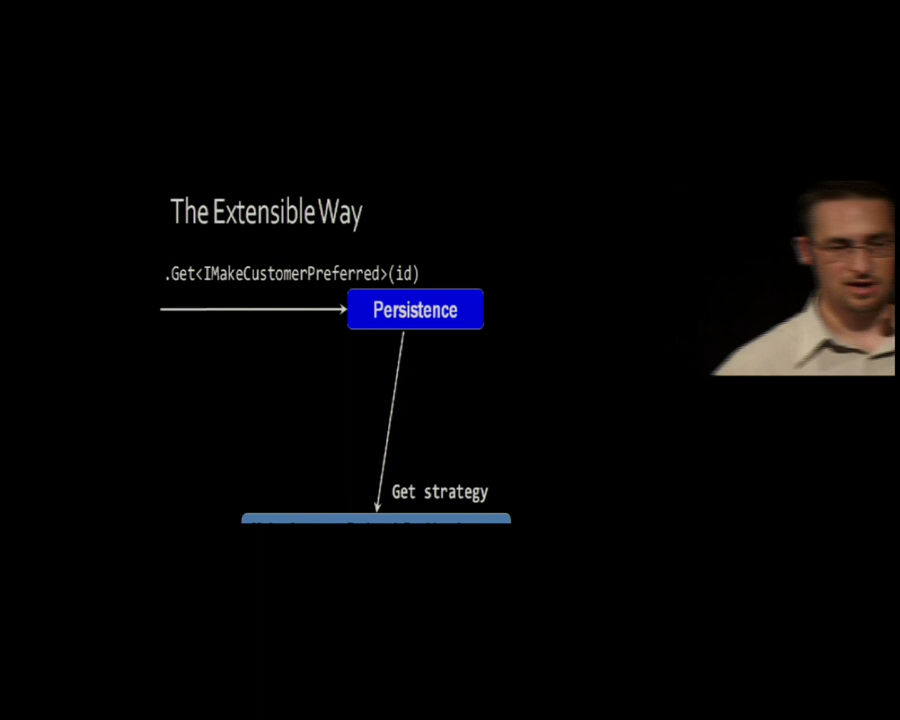 The Extensible Way
.Get<IMakeCustomerPreferred>(id)
Persistence
Get strategy